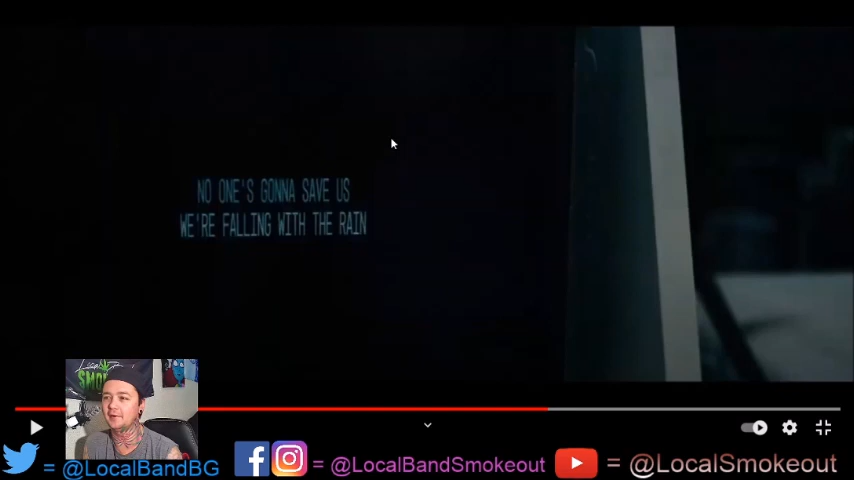 NO ONE'S GONNA SAVE US
WE'RE FALLING WITH THE RAIN
= @LocalBandBG
= @LocalBandSmokeout
= @LocalSmokeout